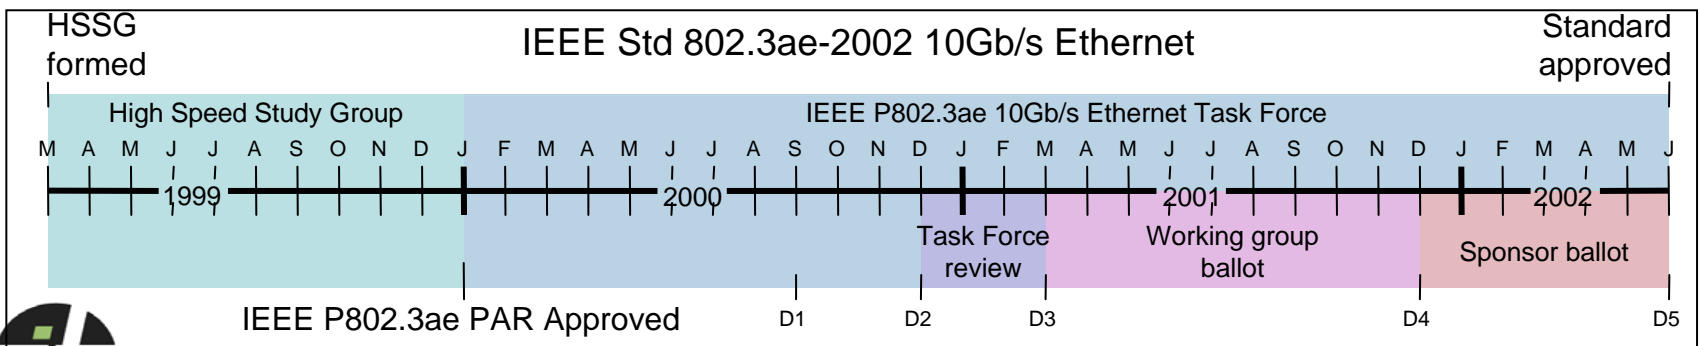 HSSG
formed
IEEE Std 802.3ae-2002 10Gb/s Ethernet
Standard
approved
High Speed Study Group
IEEE P802.3ae 10Gb/s Ethernet Task Force
M A M J J A S O N D J F M A M J J A S O N D J F M A M J J A S O N D J F M A M J
1999 2000 2001 2002
Task Force
review
Working group
ballot
Sponsor ballot
IEEE P802.3ae PAR Approved
D1 D2 D3 D4 D5